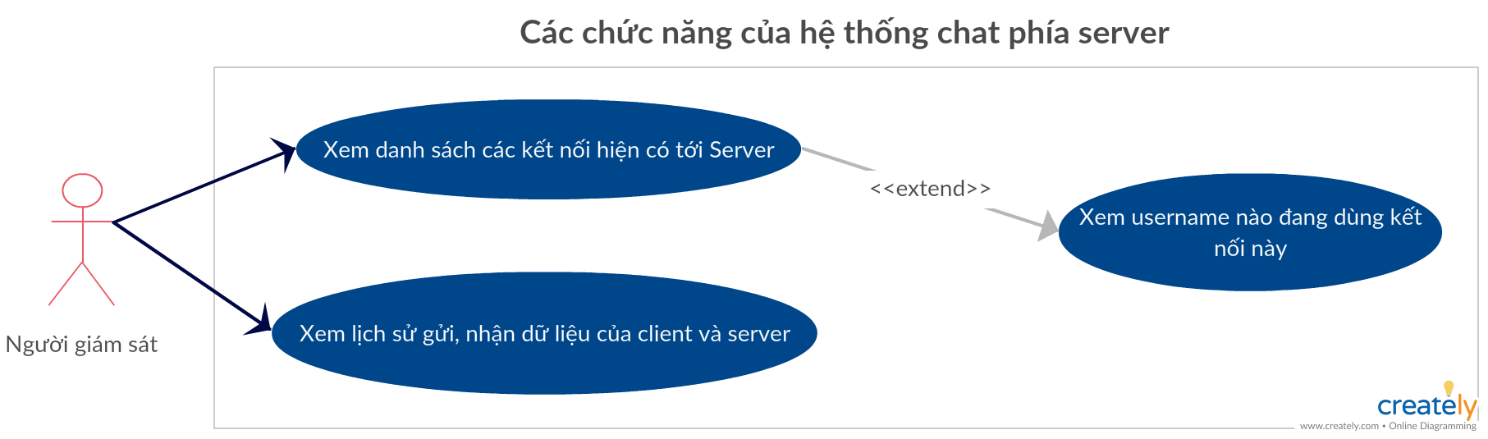 Các chức năng của hệ thống chat phía server
Xem danh sách các kết nối hiện có tới Server
<<extend>>
Xem username nào đang dùng kết
nối này
Xem lịch sử gửi, nhận dữ liệu của client và server
Người giám sát
creately
www.creately.com • Online Diagramming